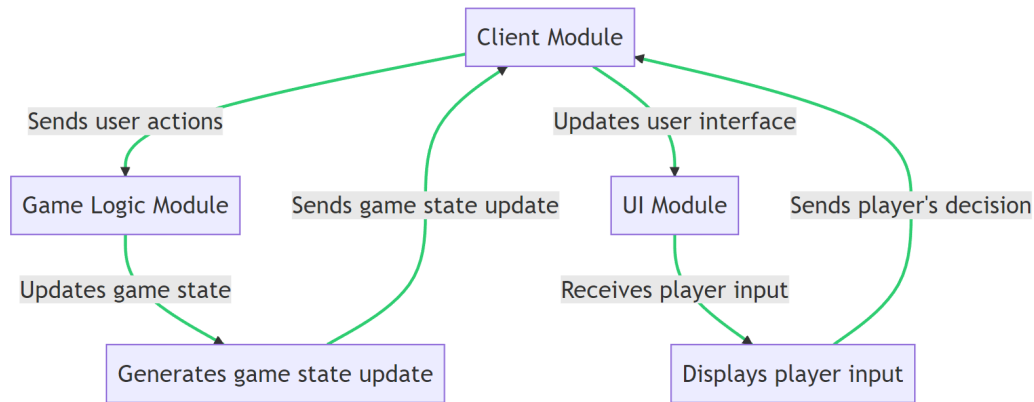 Client Module
Sends user actions
Updates user interface
Game Logic Module
Sends game state update
UI Module
Sends player's decision
Updates game state
Receives player input
Generates game state update
Displays player input